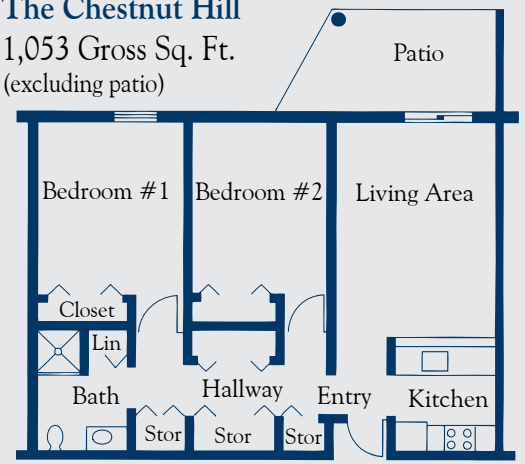 The Chestnut Hill
1,053 Gross Sq. Ft.
(excluding patio)
Patio
Bedroom #1
Bedroom #2
Living Area
Closet
Lin
Bath
Hallway
Entry
Kitchen
Stor
Stor
Stor